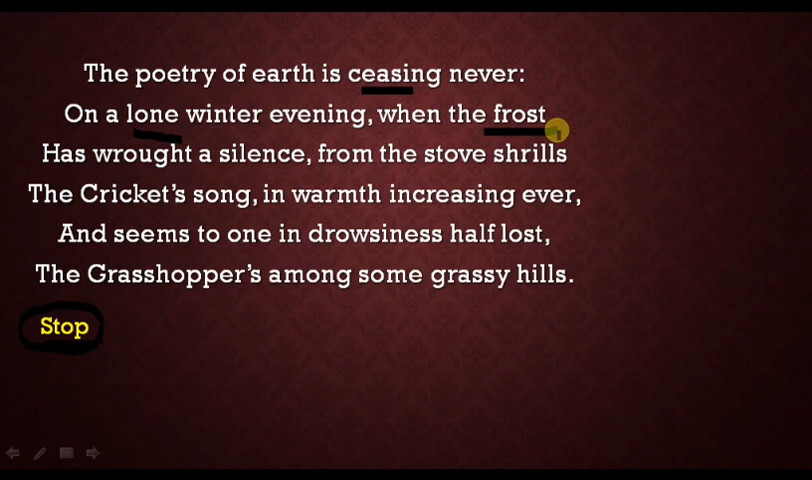 The poetry of earth is ceasing never:
On a lone winter evening, when the frost
Has wrought a silence, from the stove shrills
The Cricket’s song, in warmth increasing ever,
And seems to one in drowsiness half lost,
The Grasshopper’s among some grassy hills.
Stop